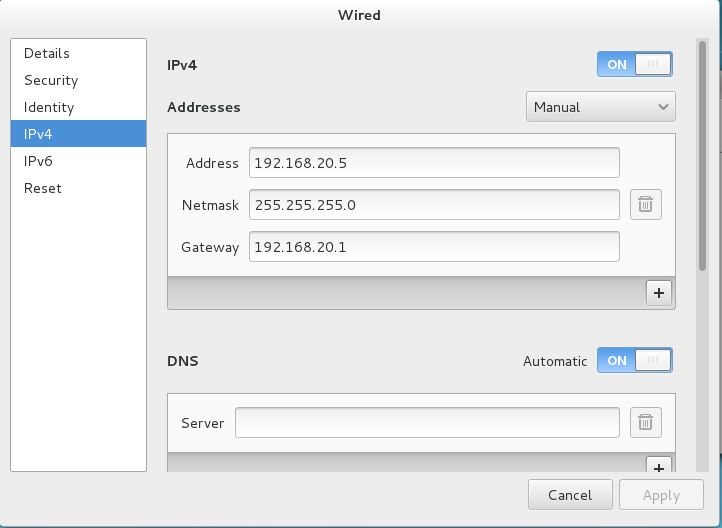 Wired
Details
Security
Identity
IPv4
IPv6
Reset
IPv4 ON
Addresses Manual
Address 192.168.20.5
Netmask 255.255.255.0
Gateway 192.168.20.1
+
DNS Automatic ON
Server
+
Cancel Apply